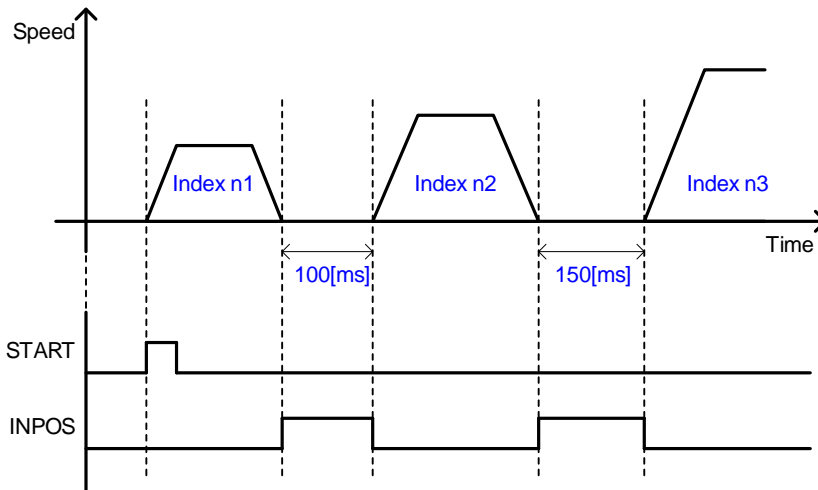 Speed
Index n1
Index n2
Index n3
Time
100[ms]
150[ms]
START
INPOS